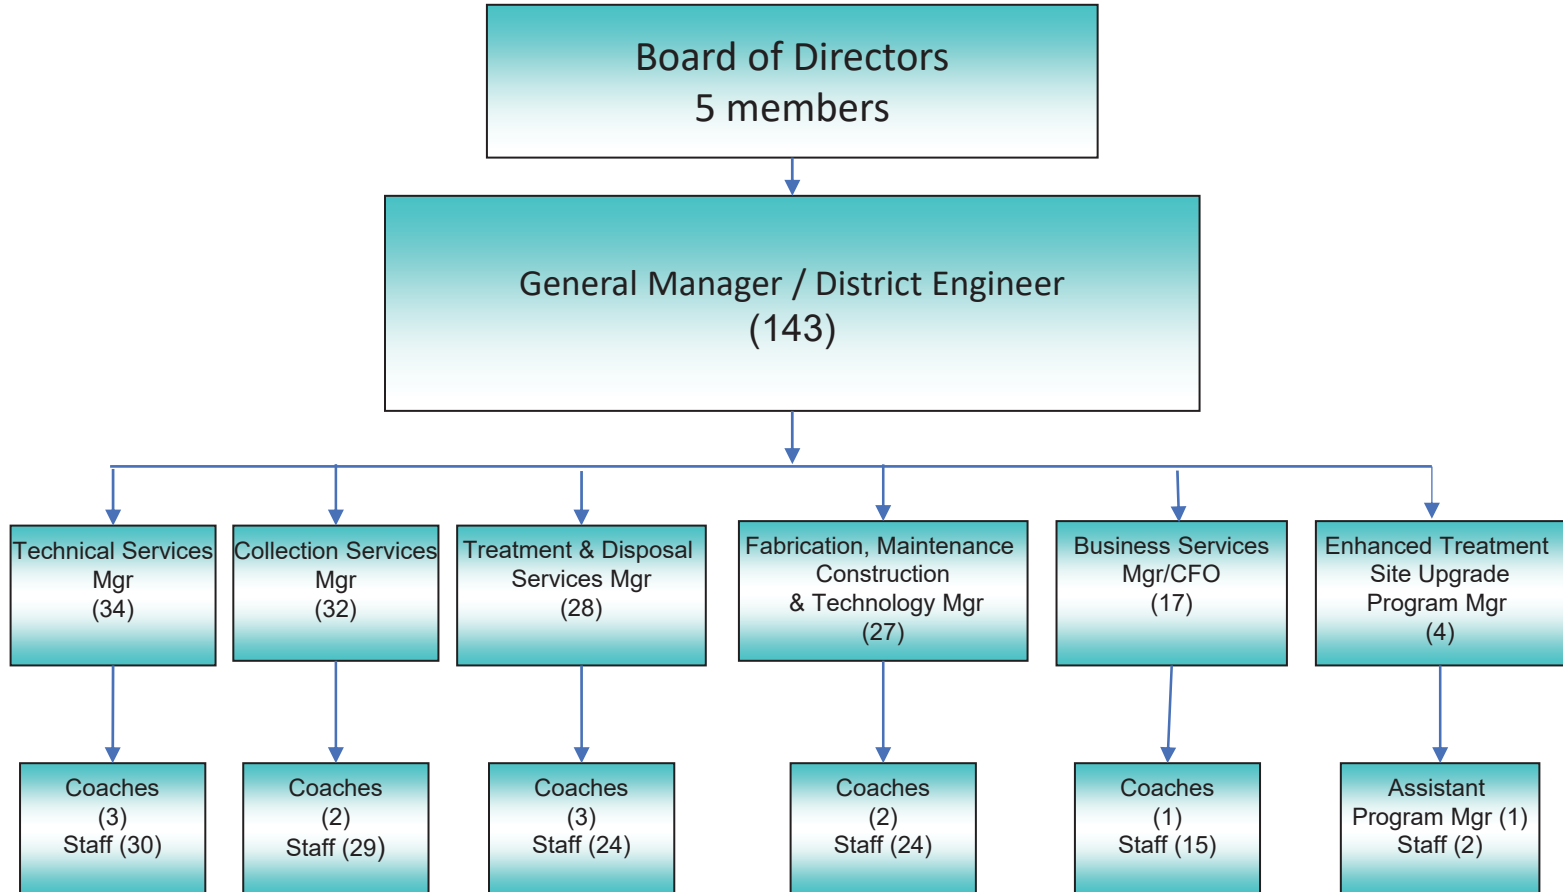 Board of Directors
5 members
General Manager / District Engineer
(143)
Technical Services
Mgr
(34)
Collection Services
Mgr
(32)
Treatment & Disposal
Services Mgr
(28)
Fabrication, Maintenance
Construction
& Technology Mgr
(27)
Business Services
Mgr/CFO
(17)
Enhanced Treatment
Site Upgrade
Program Mgr
(4)
Coaches
(3)
Staff (30)
Coaches
(2)
Staff (29)
Coaches
(3)
Staff (24)
Coaches
(2)
Staff (24)
Coaches
(1)
Staff (15)
Assistant
Program Mgr (1)
Staff (2)